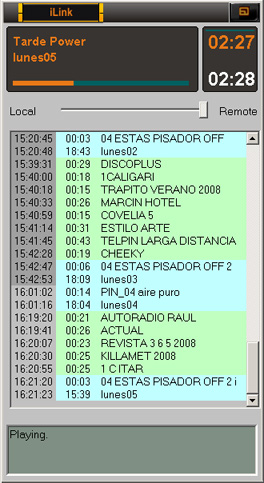 iLink
Tarde Power
lunes05
02:27
02:28
Local Remote
15:20:45 00:03 04 ESTAS PISADOR OFF
15:20:48 18:43 lunes02
15:39:31 00:29 DISCOPLUS
15:40:00 00:18 1CALIGARI
15:40:18 00:15 TRAPITO VERANO 2008
15:40:33 00:26 MARCIN HOTEL
15:40:59 00:15 COVELIA 5
15:41:14 00:31 ESTILO ARTE
15:41:45 00:43 TELPIN LARGA DISTANCIA
15:42:28 00:19 CHEEKY
15:42:47 00:06 04 ESTAS PISADOR OFF 2
15:42:53 18:09 lunes03
16:01:02 00:14 PIN_04 aire puro
16:01:16 18:04 lunes04
16:19:20 00:21 AUTORADIO RAUL
16:19:41 00:26 ACTUAL
16:20:07 00:23 REVISTA 3 6 5 2008
16:20:30 00:25 KILLAMET 2008
16:20:55 00:25 1 C ITAR
16:21:20 00:03 04 ESTAS PISADOR OFF 2 i
16:21:23 15:39 lunes05
Playing.